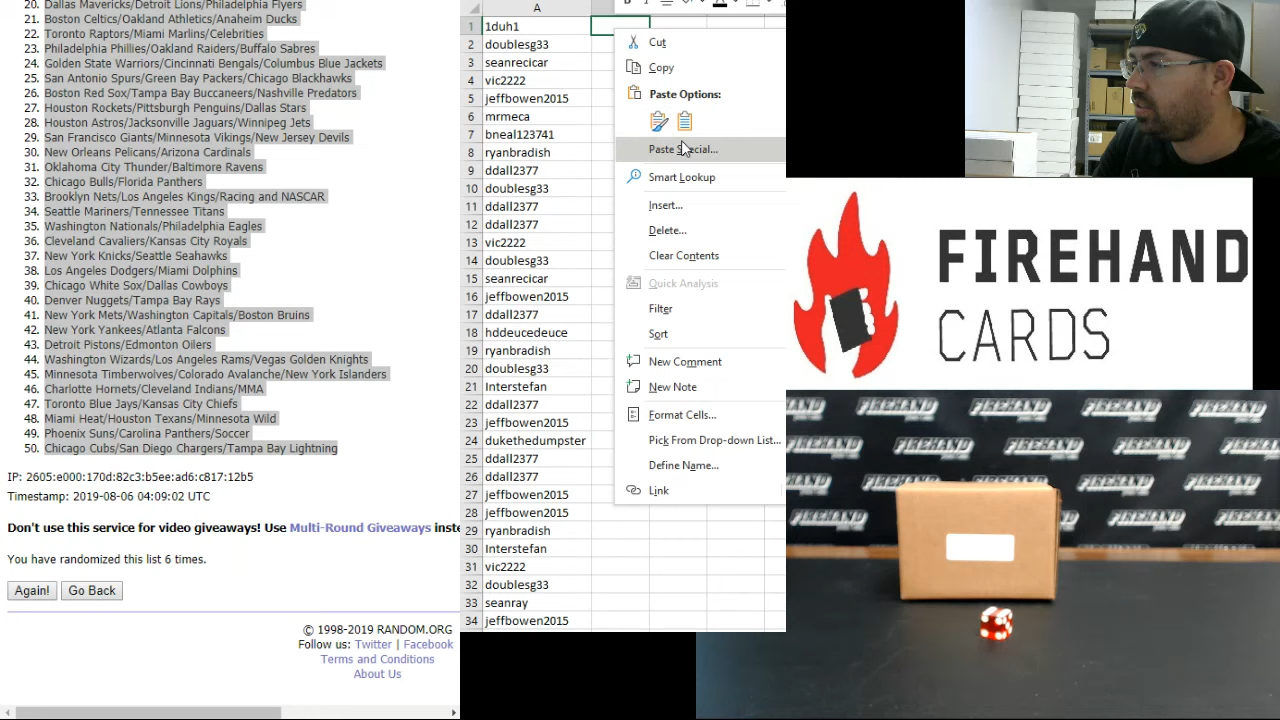 20. Dallas Mavericks/Detroit Lions/Philadelphia Flyers
21. Boston Celtics/Oakland Athletics/Anaheim Ducks
22. Toronto Raptors/Miami Marlins/Celebrities
23. Philadelphia Phillies/Oakland Raiders/Buffalo Sabres
24. Golden State Warriors/Cincinnati Bengals/Columbus Blue Jackets
25. San Antonio Spurs/Green Bay Packers/Chicago Blackhawks
26. Boston Red Sox/Tampa Bay Buccaneers/Nashville Predators
27. Houston Rockets/Pittsburgh Penguins/Dallas Stars
28. Houston Astros/Jacksonville Jaguars/Winnipeg Jets
29. San Francisco Giants/Minnesota Vikings/New Jersey Devils
30. New Orleans Pelicans/Arizona Cardinals
31. Oklahoma City Thunder/Baltimore Ravens
32. Chicago Bulls/Florida Panthers
33. Brooklyn Nets/Los Angeles Kings/Racing and NASCAR
34. Seattle Mariners/Tennessee Titans
35. Washington Nationals/Philadelphia Eagles
36. Cleveland Cavaliers/Kansas City Royals
37. New York Knicks/Seattle Seahawks
38. Los Angeles Dodgers/Miami Dolphins
39. Chicago White Sox/Dallas Cowboys
40. Denver Nuggets/Tampa Bay Rays
41. New York Mets/Washington Capitals/Boston Bruins
42. New York Yankees/Atlanta Falcons
43. Detroit Pistons/Edmonton Oilers
44. Washington Wizards/Los Angeles Rams/Vegas Golden Knights
45. Minnesota Timberwolves/Colorado Avalanche/New York Islanders
46. Charlotte Hornets/Cleveland Indians/MMA
47. Toronto Blue Jays/Kansas City Chiefs
48. Miami Heat/Houston Texans/Minnesota Wild
49. Phoenix Suns/Carolina Panthers/Soccer
50. Chicago Cubs/San Diego Chargers/Tampa Bay Lightning
IP: 2605:e000:170d:82c3:b5ee:ad6:c817:12b5
Timestamp: 2019-08-06 04:09:02 UTC
Don't use this service for video giveaways! Use Multi-Round Giveaways inste
You have randomized this list 6 times.
Again! Go Back
© 1998-2019 RANDOM.ORG
Follow us: Twitter | Facebook
Terms and Conditions
About Us
A
1 1duh1
2 doublesg33
3 seanrecicar
4 vic2222
5 jeffbowen2015
6 mrmeca
7 bneal123741
8 ryanbradish
9 ddall2377
10 doublesg33
11 ddall2377
12 ddall2377
13 vic2222
14 doublesg33
15 seanrecicar
16 jeffbowen2015
17 ddall2377
18 hddeucedeuce
19 ryanbradish
20 doublesg33
21 Interstefan
22 ddall2377
23 jeffbowen2015
24 dukethedumpster
25 ddall2377
26 ddall2377
27 jeffbowen2015
28 jeffbowen2015
29 ryanbradish
30 Interstefan
31 vic2222
32 doublesg33
33 seanray
34 jeffbowen2015
Cut
Copy
Paste Options:
Paste Special...
Smart Lookup
Insert...
Delete...
Clear Contents
Quick Analysis
Filter
Sort
New Comment
New Note
Format Cells...
Pick From Drop-down List...
Define Name...
Link
FIREHAND
CARDS
FIREHAND
FIREHAND
FIREHAND
FIREHAND
FIREHAND
FIREHAND